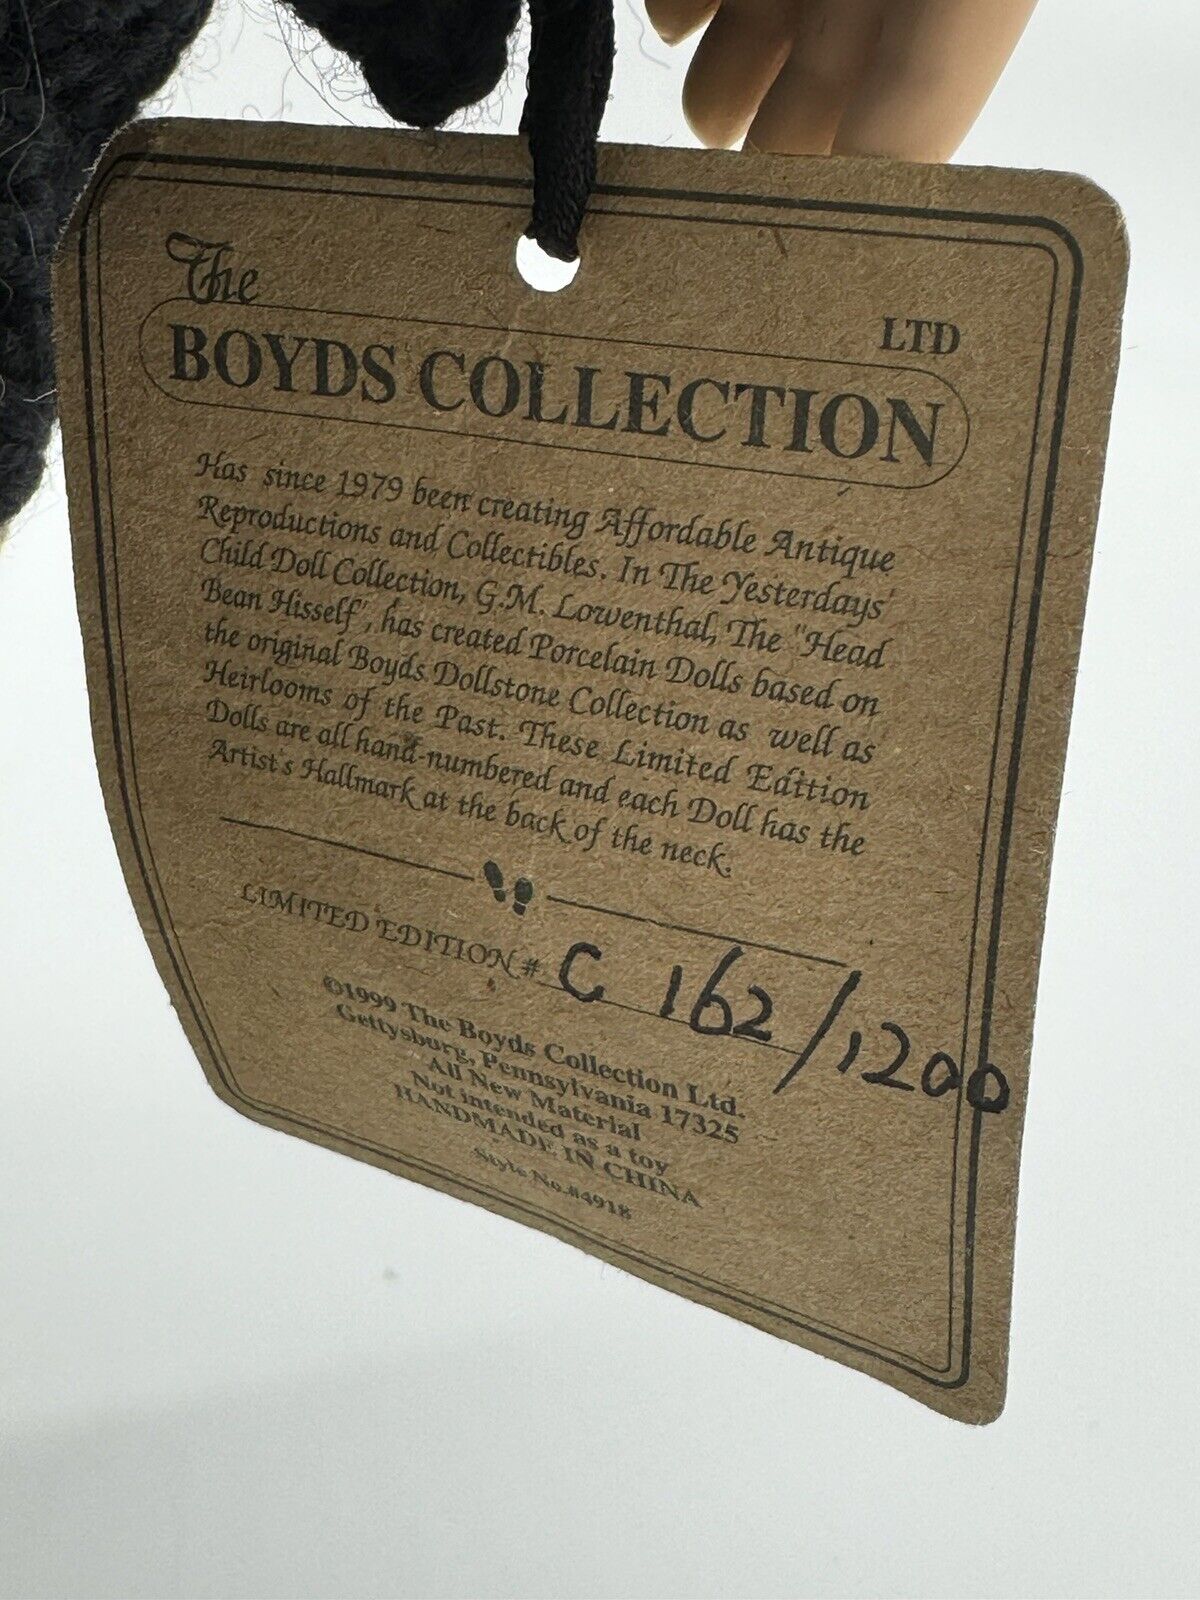 The
LTD
BOYDS COLLECTION
Has since 1979 been creating Affordable Antique
Reproductions and Collectibles. In The Yesterdays'
Child Doll Collection, G.M. Lowenthal, The "Head
Bean Hisself", has created Porcelain Dolls based on
the original Boyds Dollstone Collection as well as
Heirlooms of the Past. These Limited Edition
Dolls are all hand-numbered and each Doll has the
Artist's Hallmark at the back of the neck.
LIMITED EDITION # C 162/1200
©1999 The Boyds Collection Ltd.
Gettysburg, Pennsylvania 17325
All New Material
Not intended as a toy
HANDMADE IN CHINA
Style No.#4918